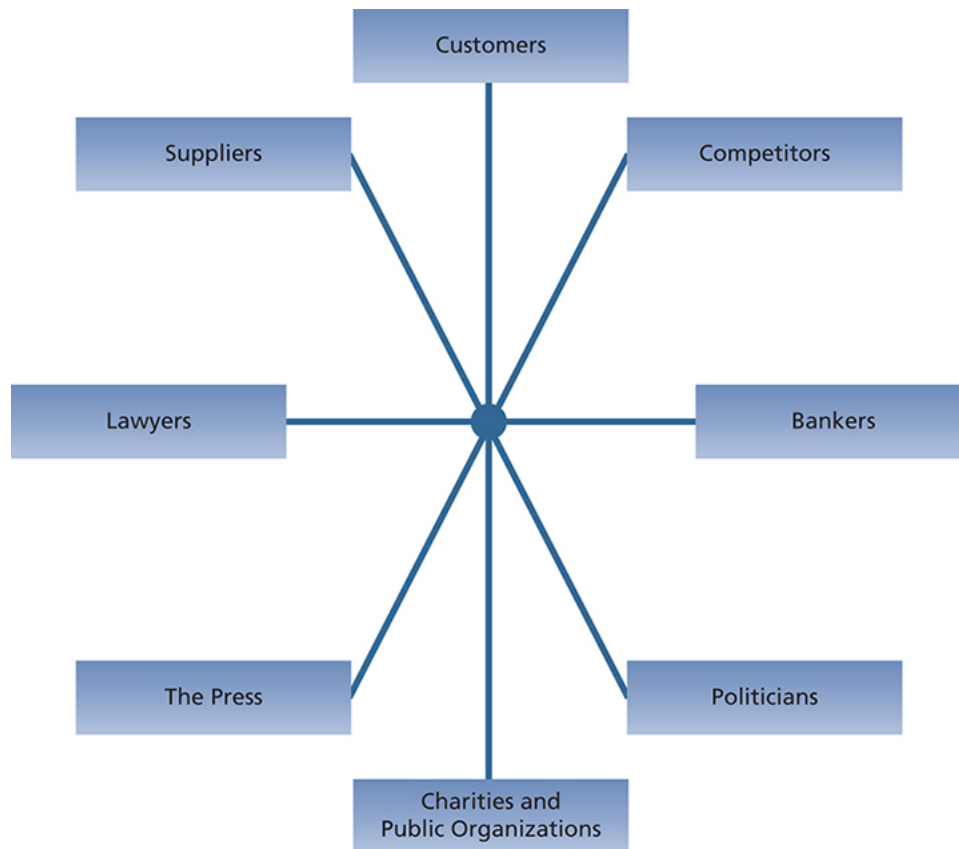 Customers
Suppliers
Competitors
Lawyers
Bankers
The Press
Politicians
Charities and
Public Organizations